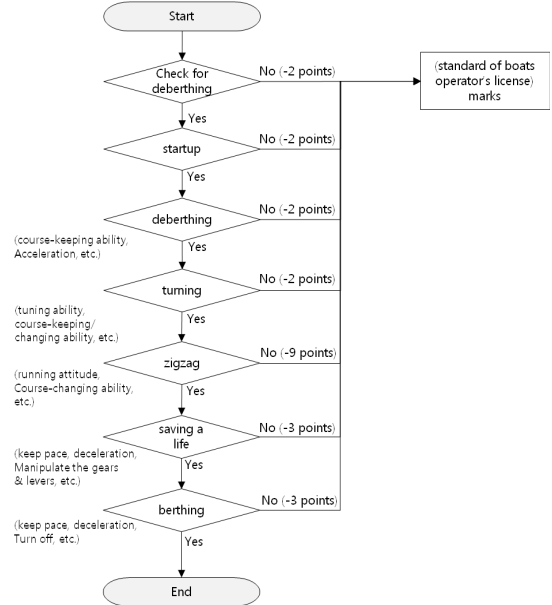 Start
Check for
deberthing
No (-2 points)
(standard of boats
operator's license)
marks
Yes
startup
No (-2 points)
Yes
deberthing
No (-2 points)
(course-keeping ability,
Acceleration, etc.)
Yes
turning
No (-2 points)
(tuning ability,
course-keeping/
changing ability, etc.)
Yes
zigzag
No (-9 points)
(running attitude,
Course-changing ability,
etc.)
Yes
saving a
life
No (-3 points)
(keep pace, deceleration,
Manipulate the gears
& levers, etc.)
Yes
berthing
No (-3 points)
(keep pace, deceleration,
Turn off, etc.)
Yes
End